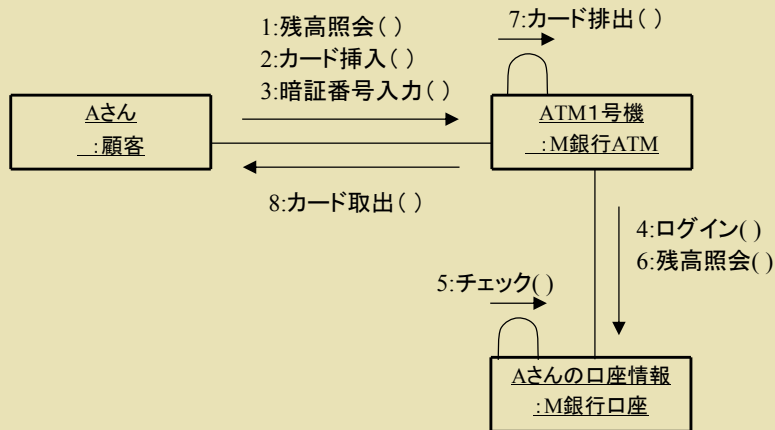 1:残高照会( )
2:カード挿入( )
3:暗証番号入力( )
7:カード排出( )
Aさん
:顧客
ATM1号機
:M銀行ATM
8:カード取出( )
4:ログイン( )
6:残高照会( )
5:チェック( )
Aさんの口座情報
:M銀行口座